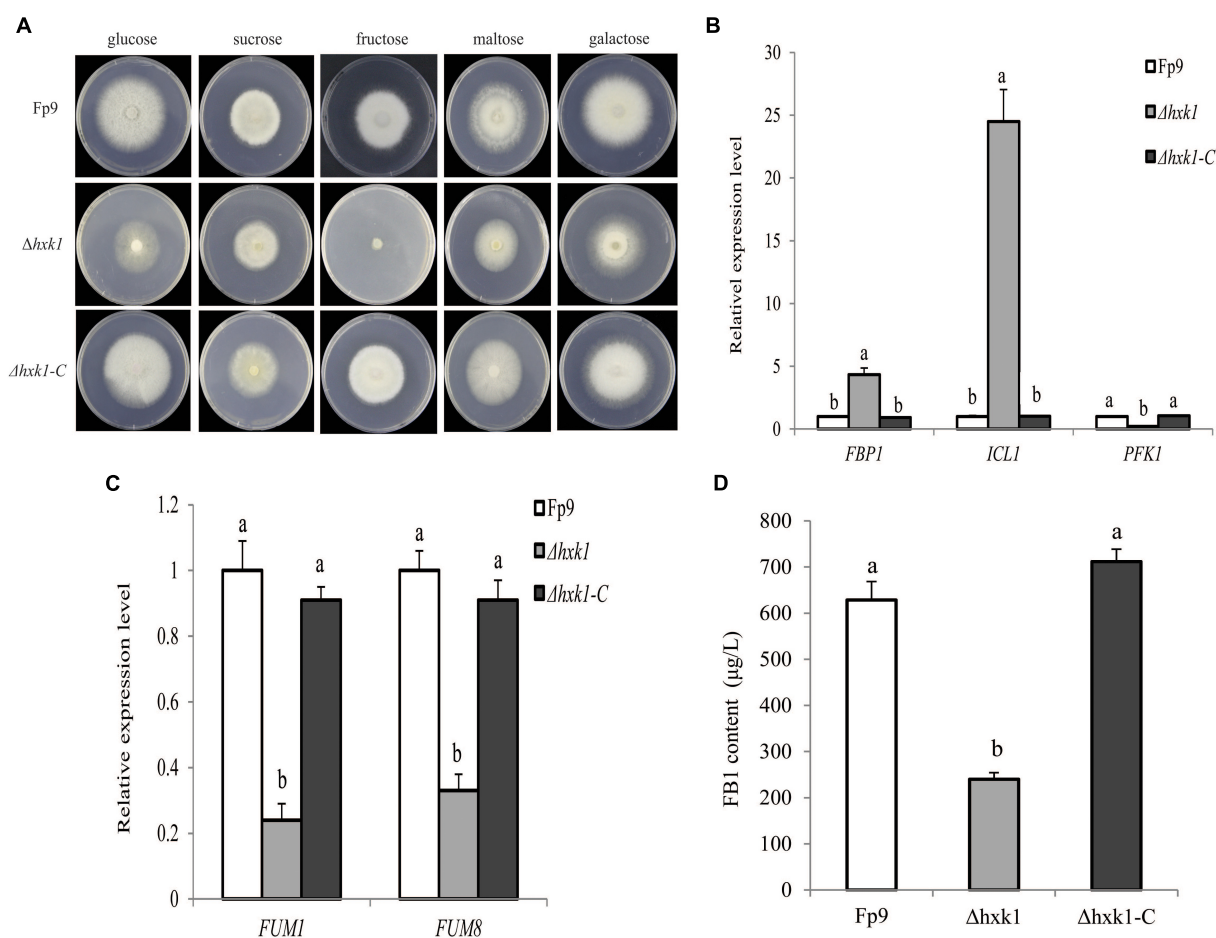 A
glucose sucrose fructose maltose galactose
Fp9
Δhxk1
Δhxk1-C
B
Relativel expression level
30
25
20
15
10
5
0
a
b
b
a
b
b
a
b
a
FBP1 ICL1 PFK1
Fp9
Δhxk1
Δhxk1-C
C
Relative expression level
1.2
1
0.8
0.6
0.4
0.2
0
a
b
a
a
b
a
FUM1 FUM8
Fp9
Δhxk1
Δhxk1-C
D
FB1 content (μg/L)
800
700
600
500
400
300
200
100
0
a
b
a
Fp9 Δhxk1 Δhxk1-C